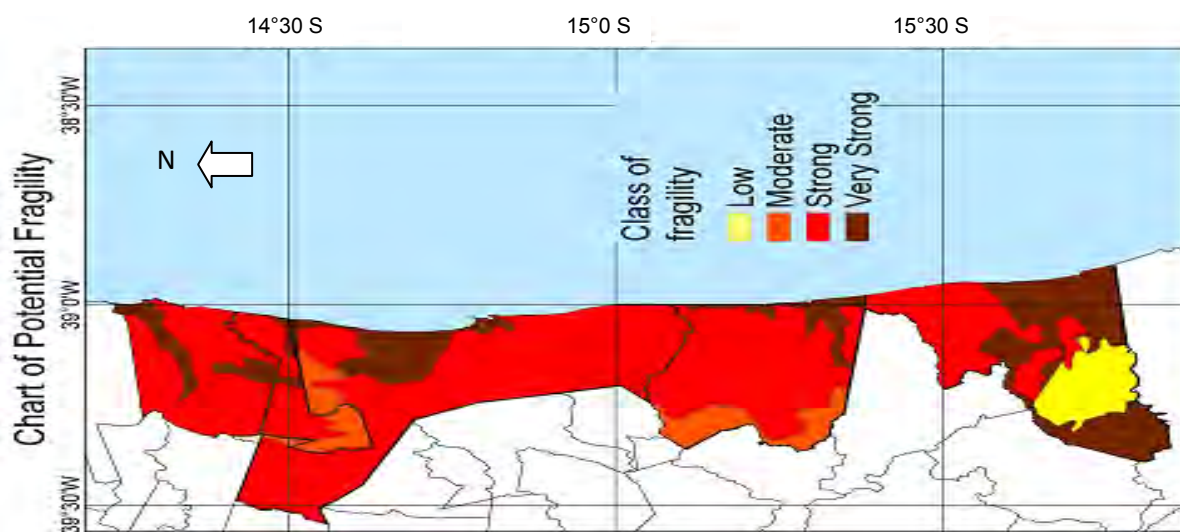 14°30 S
15°0 S
15°30 S
Chart of Potential Fragility
38°30'W
39°0'W
39°30'W
N
Class of
fragility
Low
Moderate
Strong
Very Strong